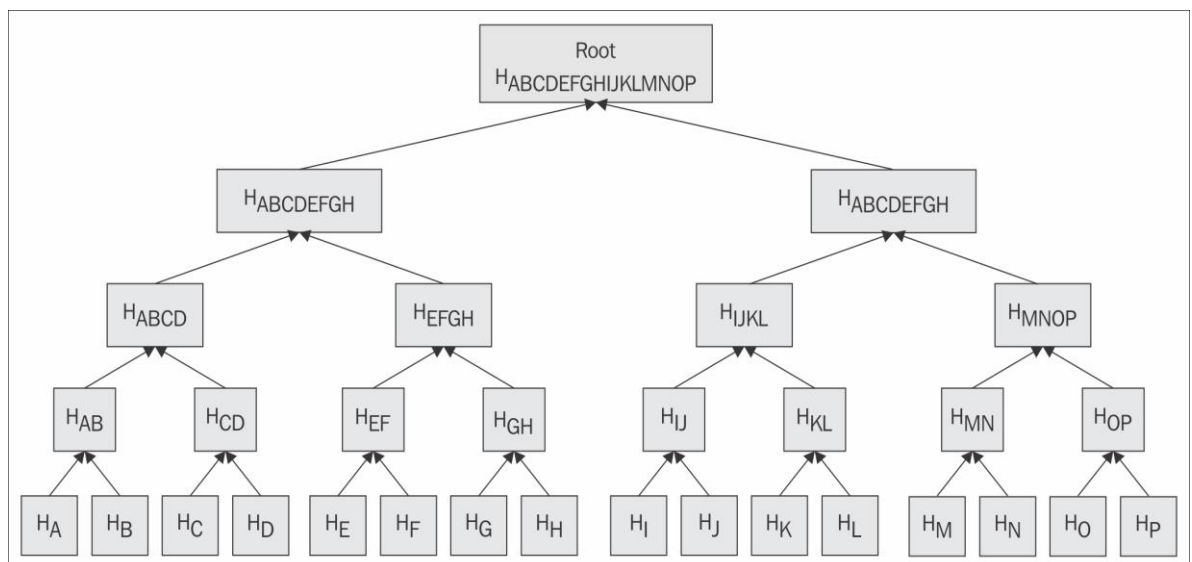 Root
HABCDEFGHIJKLMNOP
HABCDEFGH HABCDEFGH
HABCD HEFGH HIJKL HMNOP
HAB HCD HEF HGH HIJ HKL HMN HOP
HA HB HC HD HE HF HG HH HI HJ HK HL HM HN HO HP